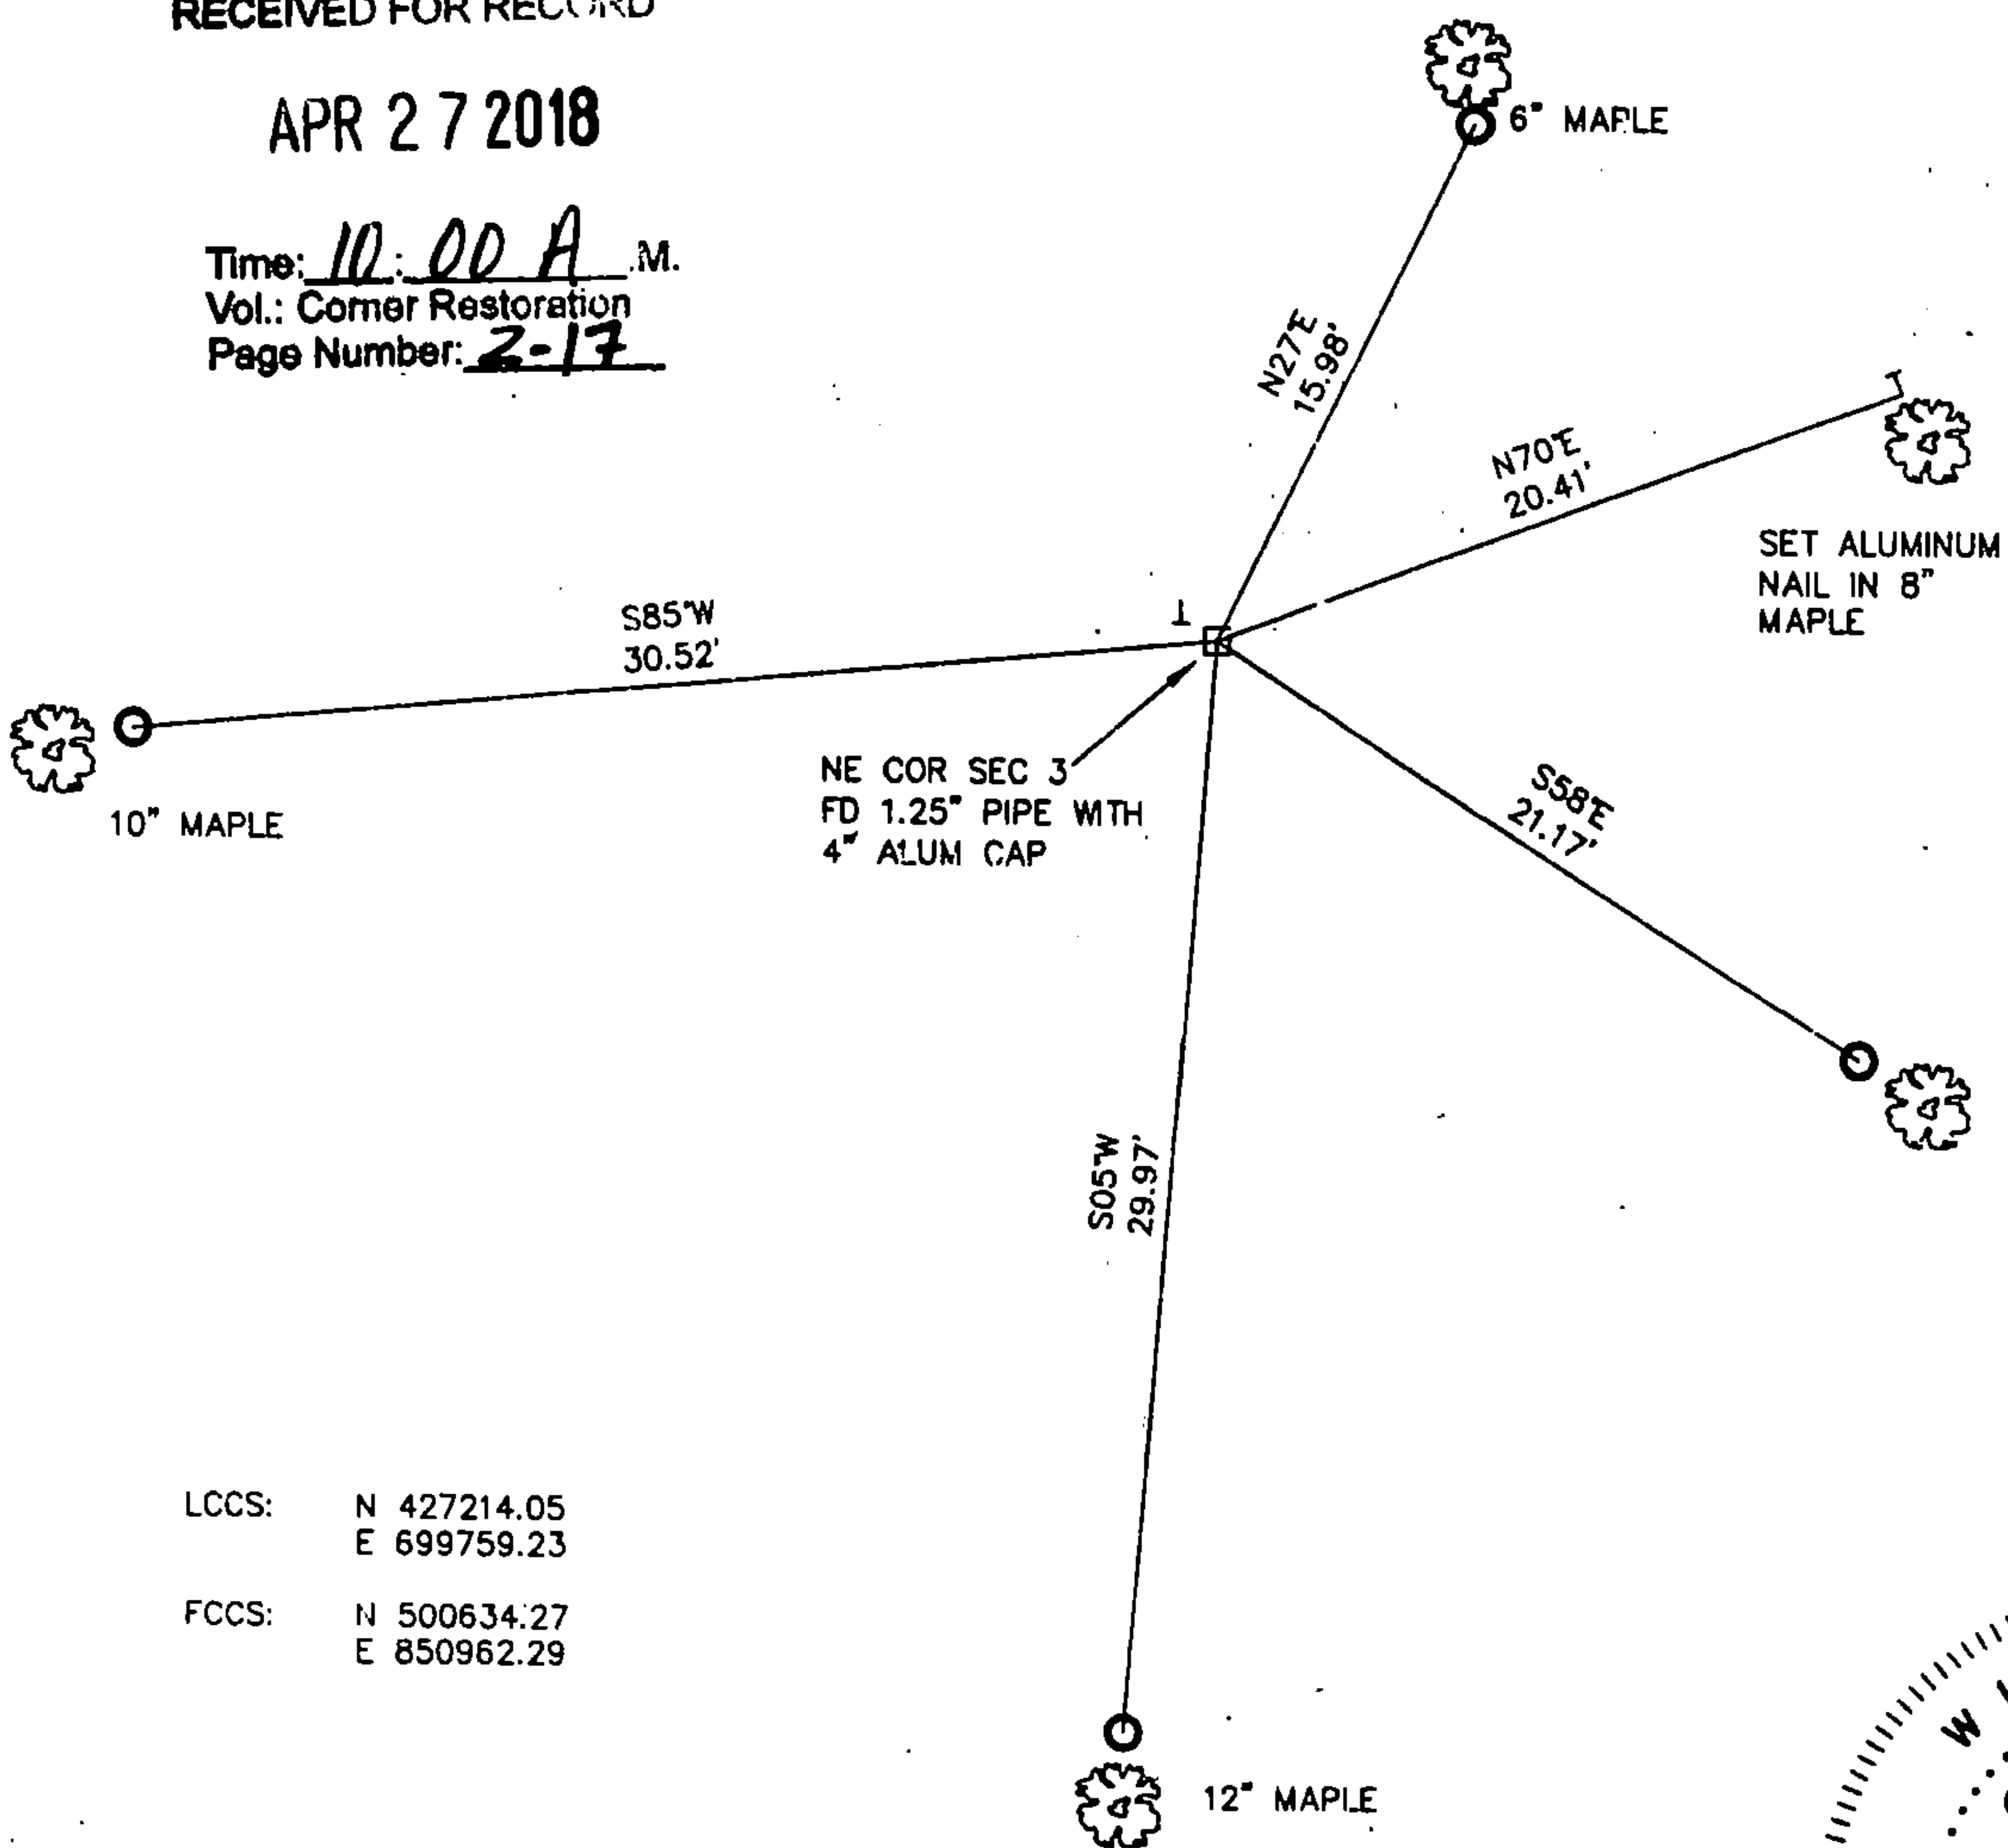 RECEIVED FOR RECORD
APR 27 2018
Time: 10:00 A .M.
Vol.: Corner Restoration
Page Number: 2-17
6" MAPLE
N27°E
15.98'
N70°E
20.41'
SET ALUMINUM
NAIL IN 8"
MAPLE
S85°W
30.52'
1
NE COR SEC 3
FD 1.25" PIPE WITH
4" ALUM CAP
10" MAPLE
S58°E
21.17'
S05°W
29.97'
LCCS: N 427214.05
E 699759.23
FCCS: N 500634.27
E 850962.29
12" MAPLE
W